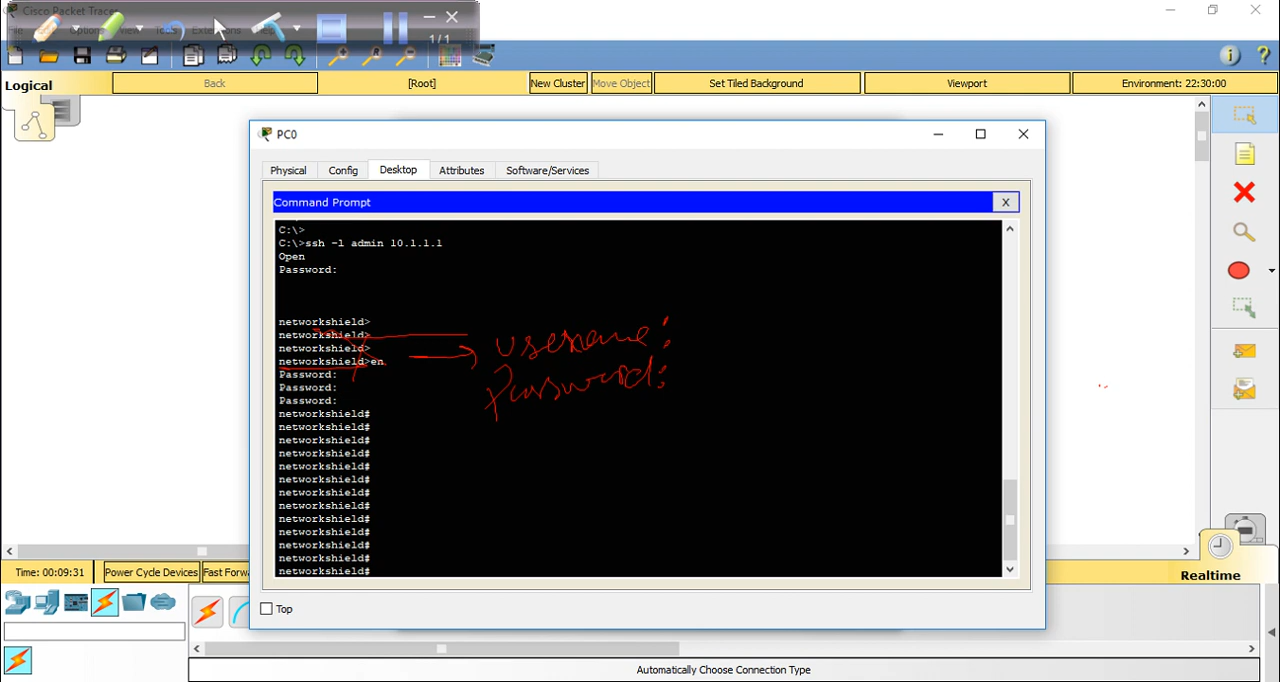 Cisco Packet Tracer
1/1
Logical
Back
[Root]
New Cluster
Move Object
Set Tiled Background
Viewport
Environment: 22:30:00
PC0
Physical
Config
Desktop
Attributes
Software/Services
Command Prompt
X
C:\>
C:\>ssh -l admin 10.1.1.1
Open
Password:
networkshield>
networkshield>
networkshield>
networkshield>en
Password:
Password:
Password:
networkshield#
networkshield#
networkshield#
networkshield#
networkshield#
networkshield#
networkshield#
networkshield#
networkshield#
networkshield#
networkshield#
networkshield#
networkshield#
username:
Password:
Top
Time: 00:09:31
Power Cycle Devices
Fast Forw
Realtime
Automatically Choose Connection Type